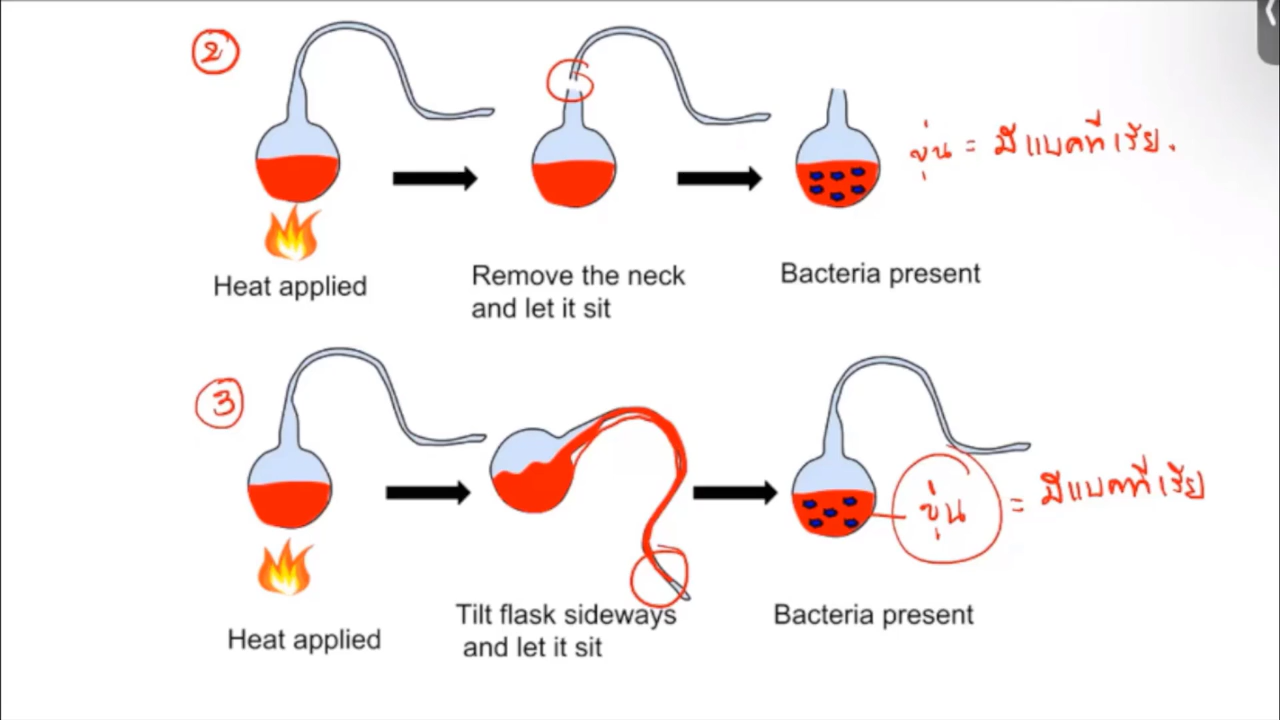 2
ขุ่น = มีแบคทีเรีย.
Heat applied
Remove the neck
and let it sit
Bacteria present
3
ขุ่น = มีแบคทีเรีย
Heat applied
Tilt flask sideways
and let it sit
Bacteria present